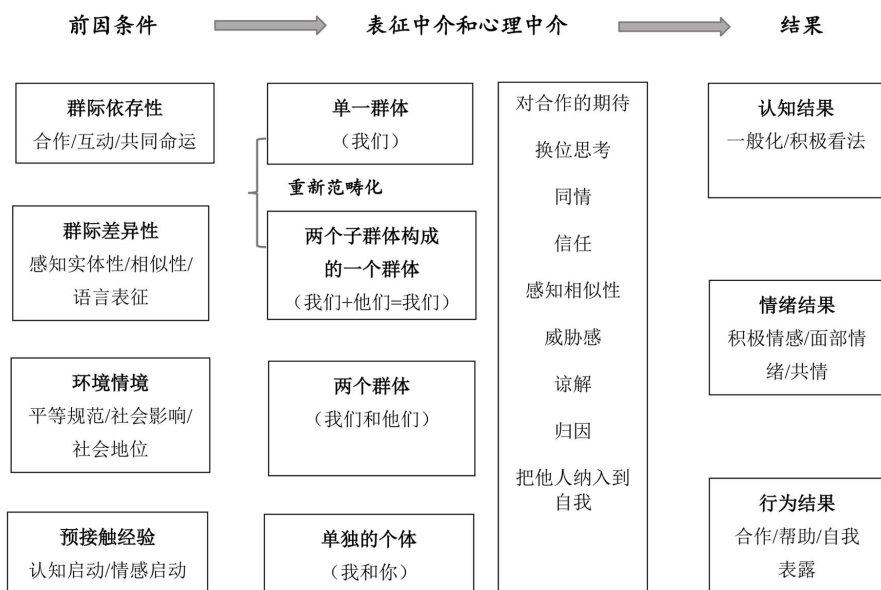 前因条件
表征中介和心理中介
结果
群际依存性
合作/互动/共同命运
群际差异性
感知实体性/相似性/
语言表征
环境情境
平等规范/社会影响/
社会地位
预接触经验
认知启动/情感启动
单一群体
（我们）
重新范畴化
两个子群体构成
的一个群体
（我们+他们=我们）
两个群体
（我们和他们）
单独的个体
（我和你）
对合作的期待
换位思考
同情
信任
感知相似性
威胁感
谅解
归因
把他人纳入到
自我
认知结果
一般化/积极看法
情绪结果
积极情感/面部情
绪/共情
行为结果
合作/帮助/自我
表露